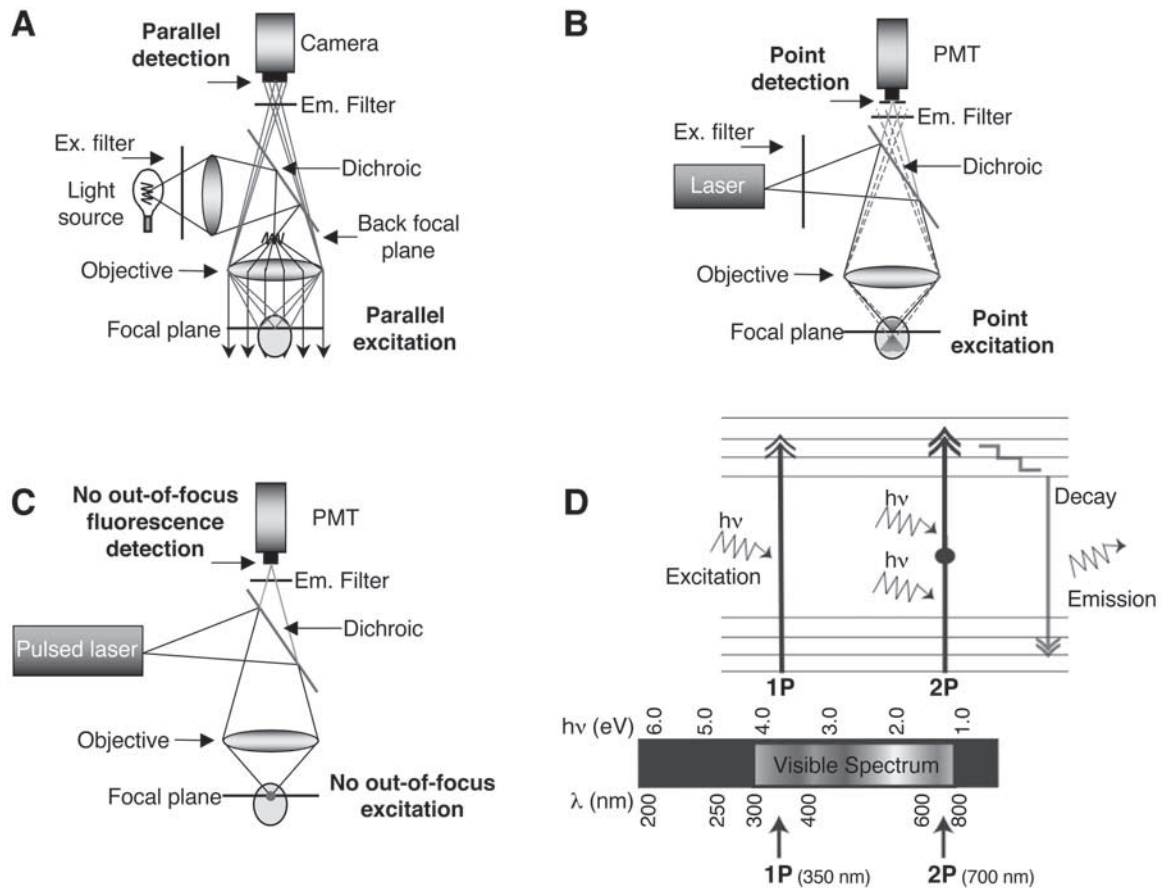 A
Parallel
detection
Camera
Em. Filter
Ex. filter
Light
source
Dichroic
Back focal
plane
Objective
Focal plane
Parallel
excitation
B
Point
detection
PMT
Em. Filter
Ex. filter
Laser
Dichroic
Objective
Focal plane
Point
excitation
C
No out-of-focus
fluorescence
detection
PMT
Em. Filter
Dichroic
Pulsed laser
Objective
Focal plane
No out-of-focus
excitation
D
hν
Excitation
hν
hν
Decay
Emission
1P
2P
hν (eV)
6.0
5.0
4.0
3.0
2.0
1.0
Visible Spectrum
λ (nm)
200
250
300
400
600
800
1P (350 nm)
2P (700 nm)